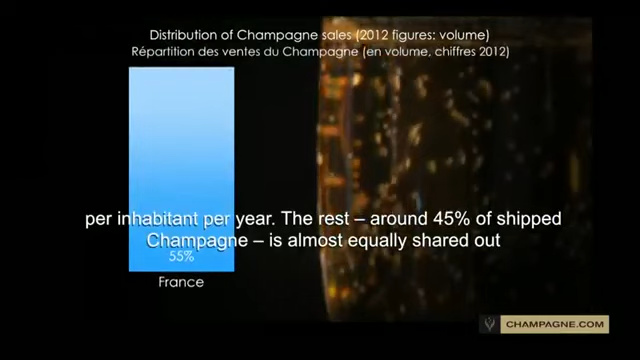 Distribution of Champagne sales (2012 figures: volume)
Répartition des ventes du Champagne (en volume, chiffres 2012)
per inhabitant per year. The rest – around 45% of shipped
Champagne – is almost equally shared out
55%
France
CHAMPAGNE.COM